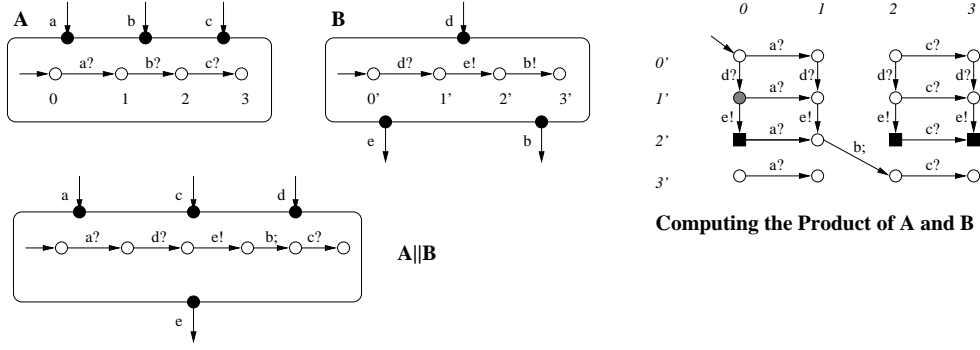 A
a
b
c
a?
b?
c?
0
1
2
3
B
d
d?
e!
b!
0'
1'
2'
3'
e
b
a
c
d
a?
d?
e!
b;
c?
A||B
e
0 1 2 3
0'
a?
c?
d?
d?
d?
d?
1'
a?
c?
e!
e!
e!
e!
2'
a?
c?
b;
3'
a?
c?
Computing the Product of A and B